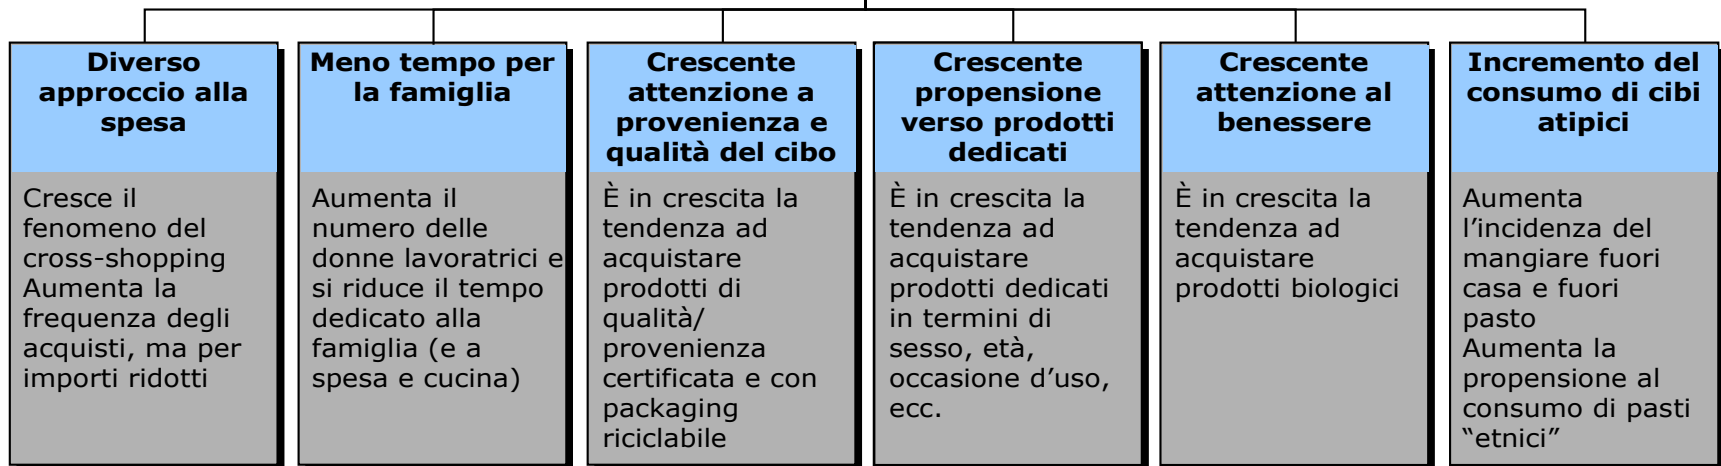 Diverso
approccio alla
spesa
Cresce il
fenomeno del
cross-shopping
Aumenta la
frequenza degli
acquisti, ma per
importi ridotti
Meno tempo per
la famiglia
Aumenta il
numero delle
donne lavoratrici e
si riduce il tempo
dedicato alla
famiglia (e a
spesa e cucina)
Crescente
attenzione a
provenienza e
qualità del cibo
È in crescita la
tendenza ad
acquistare
prodotti di
qualità/
provenienza
certificata e con
packaging
riciclabile
Crescente
propensione
verso prodotti
dedicati
È in crescita la
tendenza ad
acquistare
prodotti dedicati
in termini di
sesso, età,
occasione d’uso,
ecc.
Crescente
attenzione al
benessere
È in crescita la
tendenza ad
acquistare
prodotti biologici
Incremento del
consumo di cibi
atipici
Aumenta
l’incidenza del
mangiare fuori
casa e fuori
pasto
Aumenta la
propensione al
consumo di pasti
“etnici”